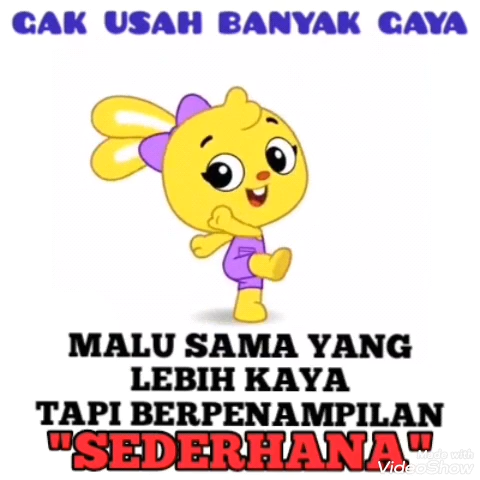 GAK USAH BANYAK GAYA
MALU SAMA YANG
LEBIH KAYA
TAPI BERPENAMPILAN
"SEDERHANA."
Made with
VideoShow